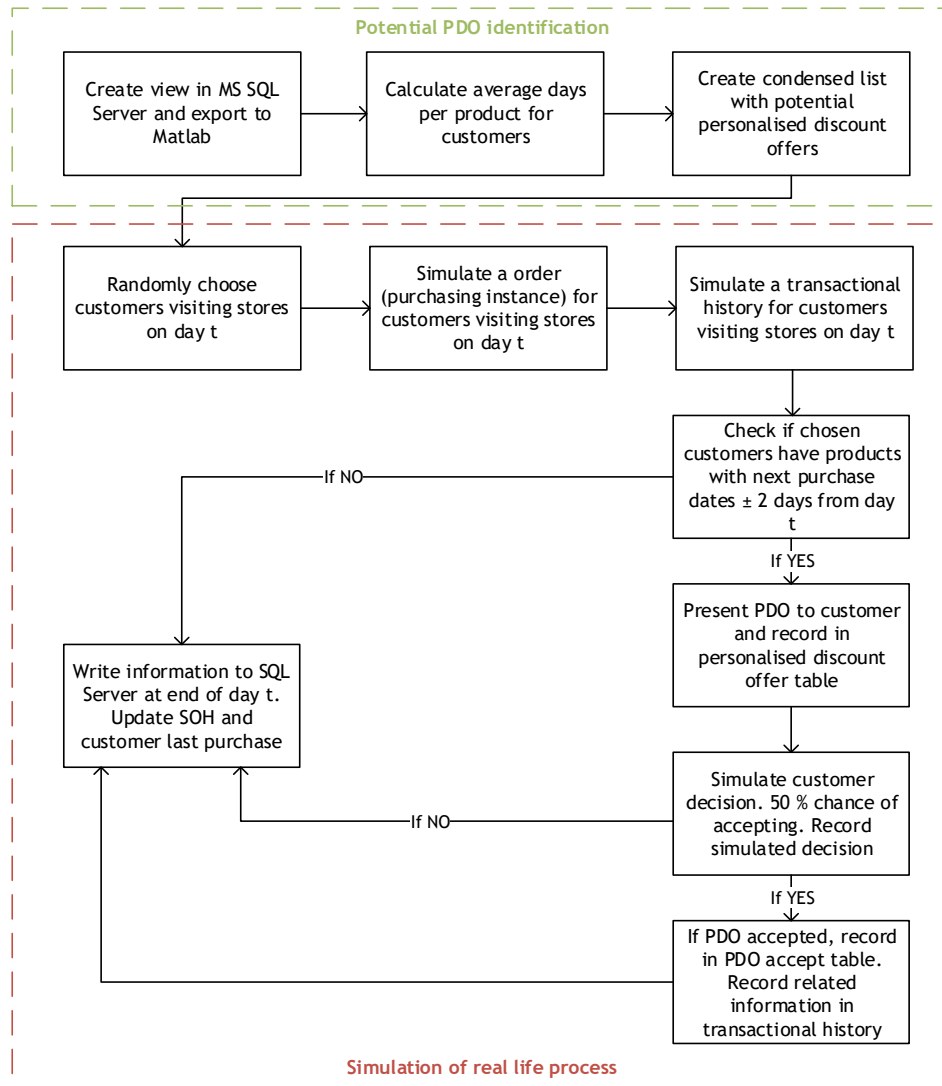 Potential PDO identification
Create view in MS SQL
Server and export to
Matlab
Calculate average days
per product for
customers
Create condensed list
with potential
personalised discount
offers
Randomly choose
customers visiting stores
on day t
Simulate a order
(purchasing instance) for
customers visiting stores
on day t
Simulate a transactional
history for customers
visiting stores on day t
Check if chosen
customers have products
with next purchase
dates ± 2 days from day
t
If NO
If YES
Present PDO to customer
and record in
personalised discount
offer table
Write information to SQL
Server at end of day t.
Update SOH and
customer last purchase
Simulate customer
decision. 50 % chance of
accepting. Record
simulated decision
If NO
If YES
If PDO accepted, record
in PDO accept table.
Record related
information in
transactional history
Simulation of real life process